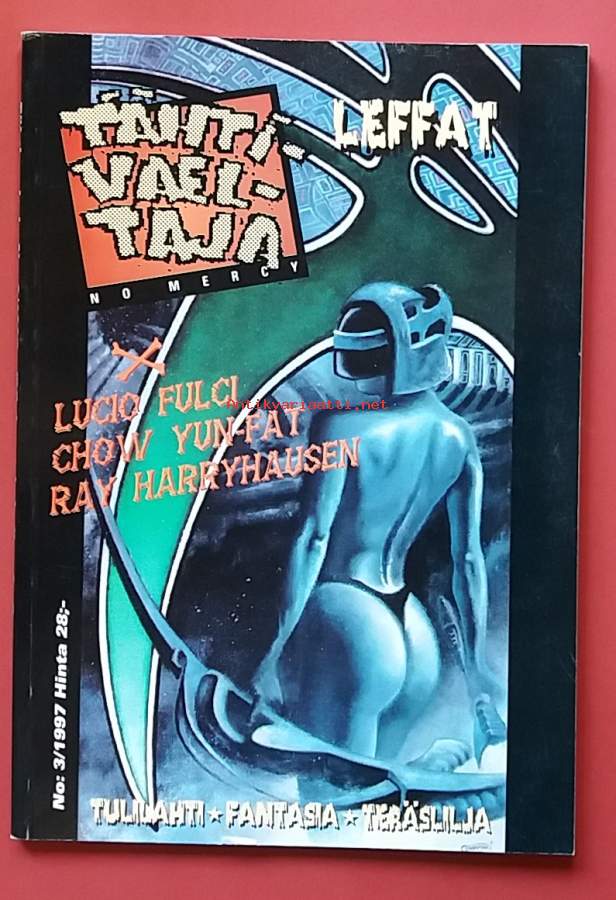 TÄHTI-
VAEL-
TAJA
NO MERCY
LEFFAT
LUCIO FULCI
CHOW YUN-FAT
RAY HARRYHAUSEN
Antikvariaatti.net
No: 3/1997 Hinta 28;-
TULILAHTI ★ FANTASIA ★ TERÄSLILJA